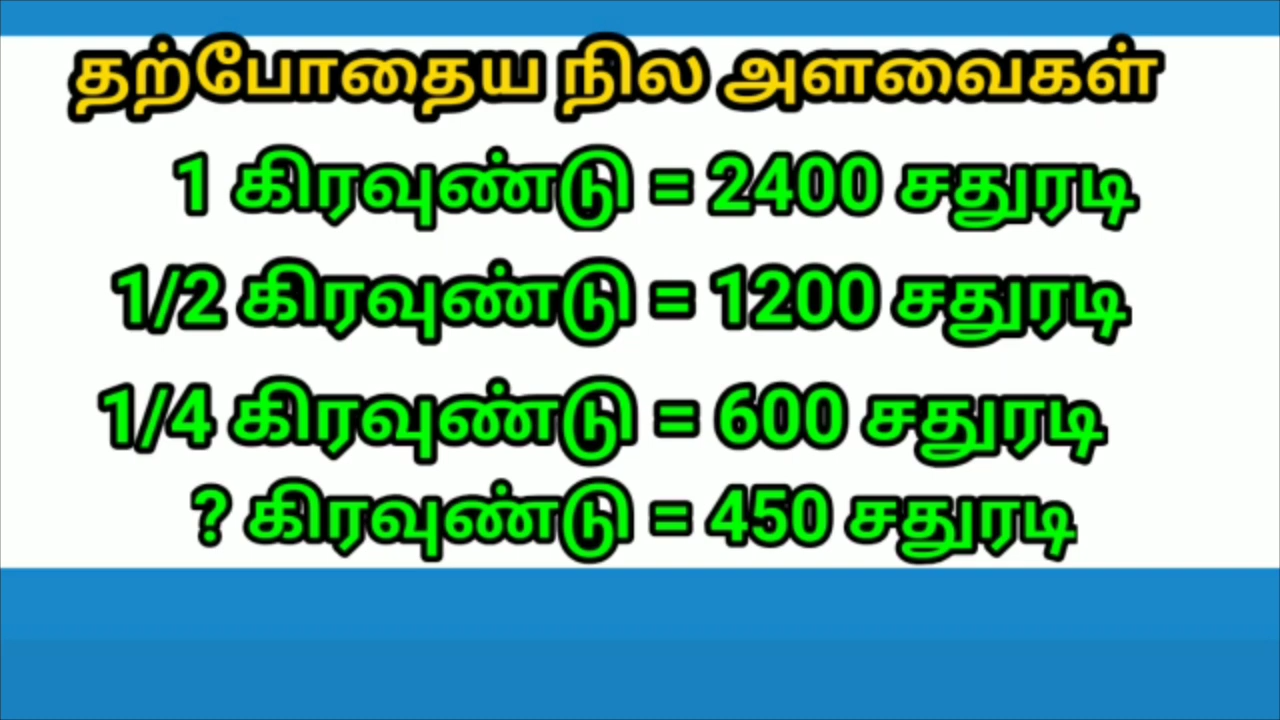 தற்போதைய நில அளவைகள்
1 கிரவுண்டு = 2400 சதுரடி
1/2 கிரவுண்டு = 1200 சதுரடி
1/4 கிரவுண்டு = 600 சதுரடி
? கிரவுண்டு = 450 சதுரடி